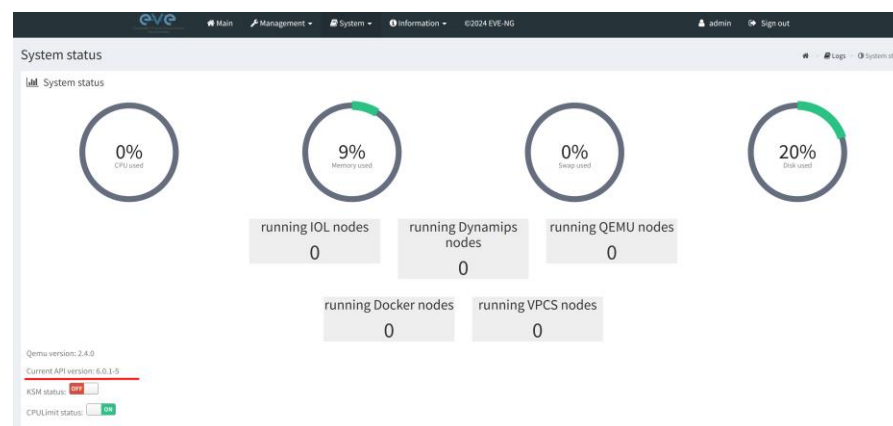 eve
Main
Management
System
Information
©2024 EVE-NG
admin
Sign out
System status
Logs
System st
System status
0%
CPU used
9%
Memory used
0%
Swap used
20%
Disk used
running IOL nodes
0
running Dynamips
nodes
0
running QEMU nodes
0
running Docker nodes
0
running VPCS nodes
0
Qemu version: 2.4.0
Current API version: 6.0.1-5
KSM status: OFF
CPULimit status: ON